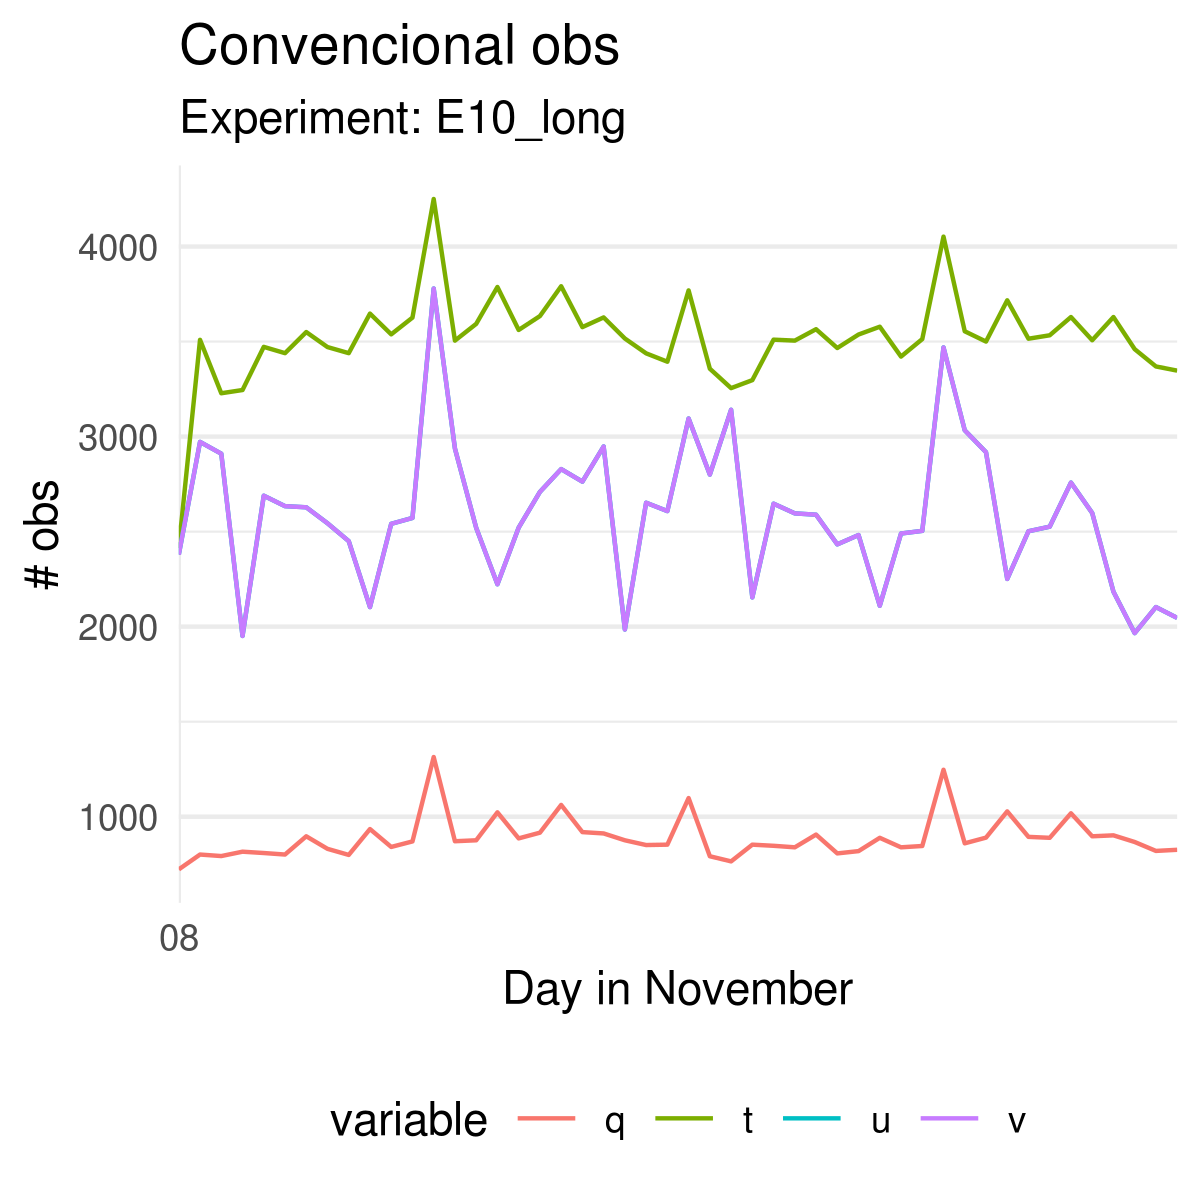 Convencional obs
Experiment: E10_long
4000
3000
2000
1000
# obs
08
Day in November
variable q t u v